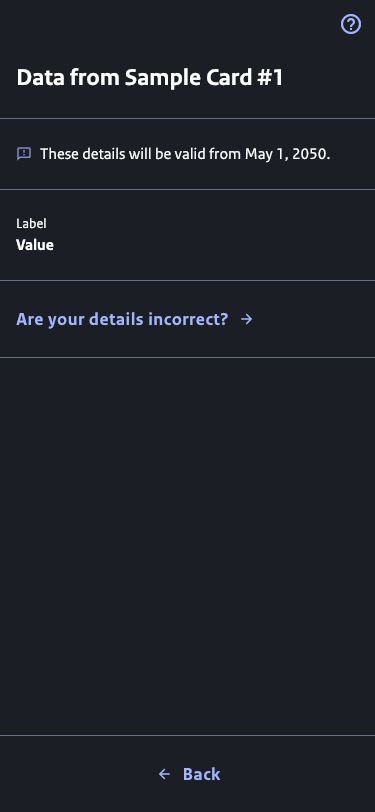 Data from Sample Card #1
These details will be valid from May 1, 2050.
Label
Value
Are your details incorrect?
Back